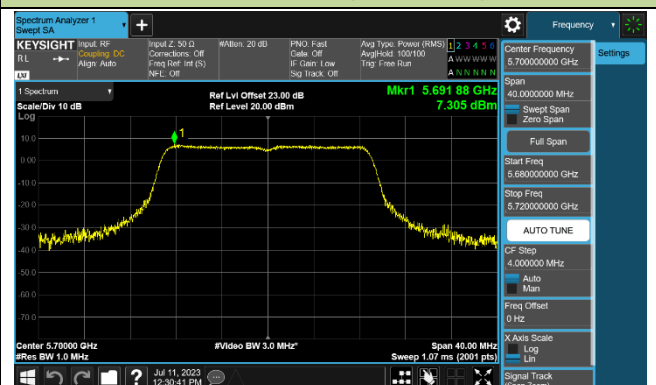 Spectrum Analyzer 1
Swept SA
+
Frequency
KEYSIGHT
RL
LXI
Input: RF
Coupling: DC
Align: Auto
Input Z: 50 Ω
Corrections: Off
Freq Ref: Int (S)
NFE: Off
#Atten: 20 dB
PNO: Fast
Gate: Off
IF Gain: Low
Sig Track: Off
Avg Type: Power (RMS)
Avg|Hold: 100/100
Trig: Free Run
1 2 3 4 5 6
A W W W W W
A N N N N N
1 Spectrum
Scale/Div 10 dB
Log
Ref Lvl Offset 23.00 dB
Ref Level 20.00 dBm
Mkr1 5.691 88 GHz
7.305 dBm
1
10.0
0.00
-10.0
-20.0
-30.0
-40.0
-50.0
-60.0
-70.0
Center 5.70000 GHz
#Res BW 1.0 MHz
#Video BW 3.0 MHz*
Span 40.00 MHz
Sweep 1.07 ms (2001 pts)
Center Frequency
5.700000000 GHz
Settings
Span
40.0000000 MHz
Swept Span
Zero Span
Full Span
Start Freq
5.680000000 GHz
Stop Freq
5.720000000 GHz
AUTO TUNE
CF Step
4.000000 MHz
Auto
Man
Freq Offset
0 Hz
X Axis Scale
Log
Lin
Signal Track
(Span Zoom)
?
Jul 11, 2023
12:30:41 PM